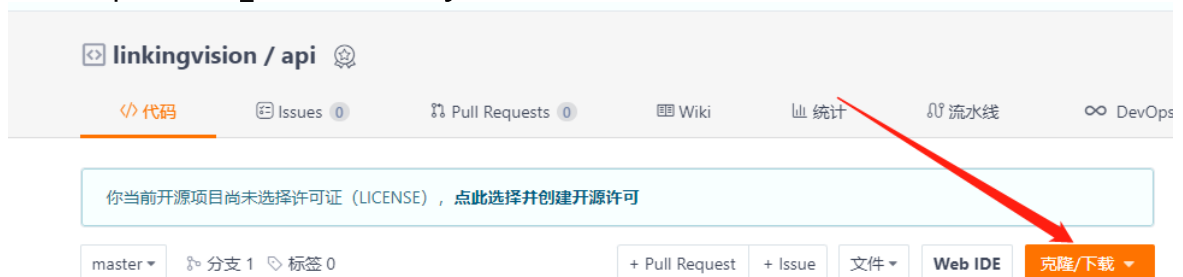 linkingvision / api
代码 Issues 0 Pull Requests 0 Wiki 统计 流水线 DevOps
你当前开源项目尚未选择许可证（LICENSE），点此选择并创建开源许可
master 分支 1 标签 0 + Pull Request + Issue 文件 Web IDE 克隆/下载